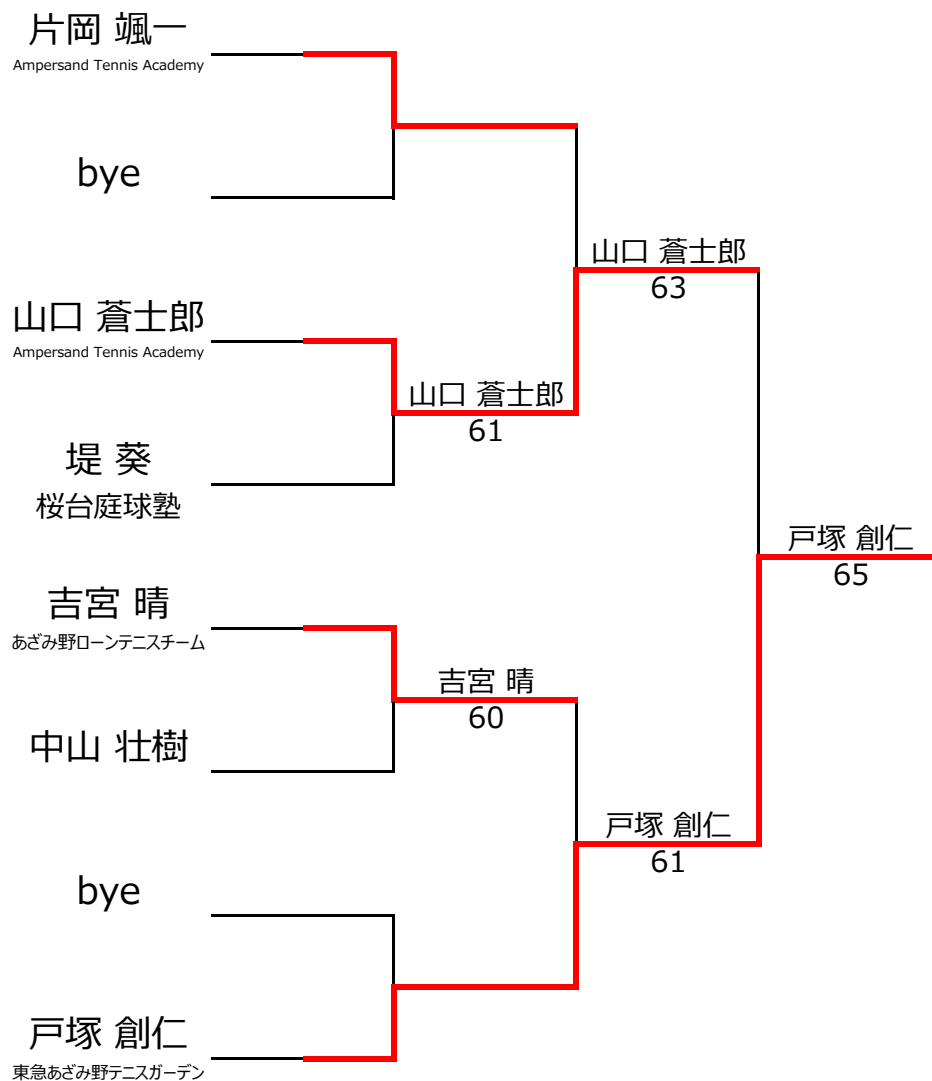 片岡 颯一
Ampersand Tennis Academy
bye
山口 蒼士郎
63
山口 蒼士郎
Ampersand Tennis Academy
山口 蒼士郎
61
堤 葵
桜台庭球塾
戸塚 創仁
65
吉宮 晴
あざみ野ローンテニスチーム
吉宮 晴
60
中山 壮樹
戸塚 創仁
61
bye
戸塚 創仁
東急あざみ野テニスガーデン